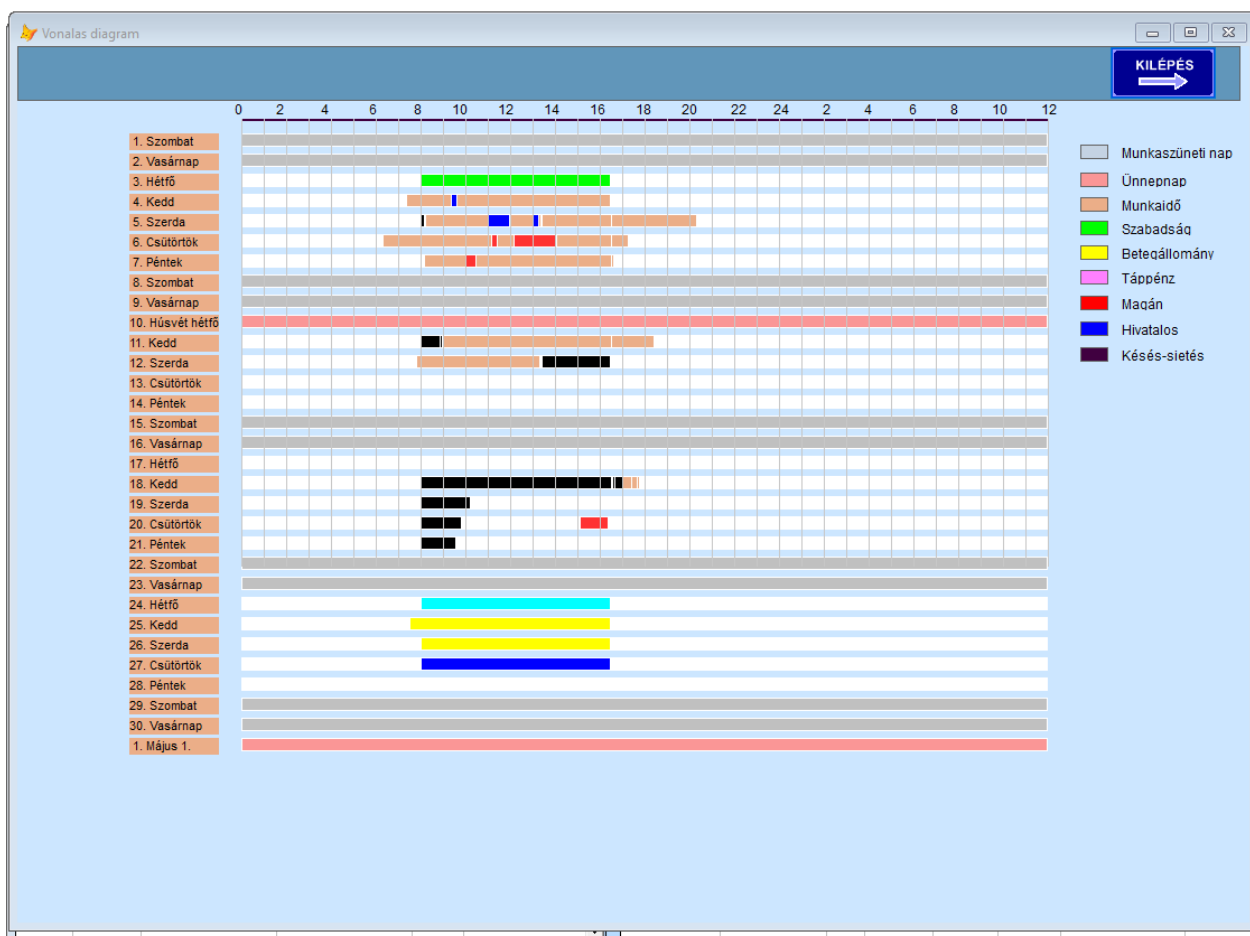 Vonalas diagram
KILÉPÉS
0 2 4 6 8 10 12 14 16 18 20 22 24 2 4 6 8 10 12
1. Szombat
2. Vasárnap
3. Hétfő
4. Kedd
5. Szerda
6. Csütörtök
7. Péntek
8. Szombat
9. Vasárnap
10. Húsvét hétfő
11. Kedd
12. Szerda
13. Csütörtök
14. Péntek
15. Szombat
16. Vasárnap
17. Hétfő
18. Kedd
19. Szerda
20. Csütörtök
21. Péntek
22. Szombat
23. Vasárnap
24. Hétfő
25. Kedd
26. Szerda
27. Csütörtök
28. Péntek
29. Szombat
30. Vasárnap
1. Május 1.
Munkaszüneti nap
Ünnepnap
Munkaidő
Szabadság
Betegállomány
Táppénz
Magán
Hivatalos
Késés-sietés